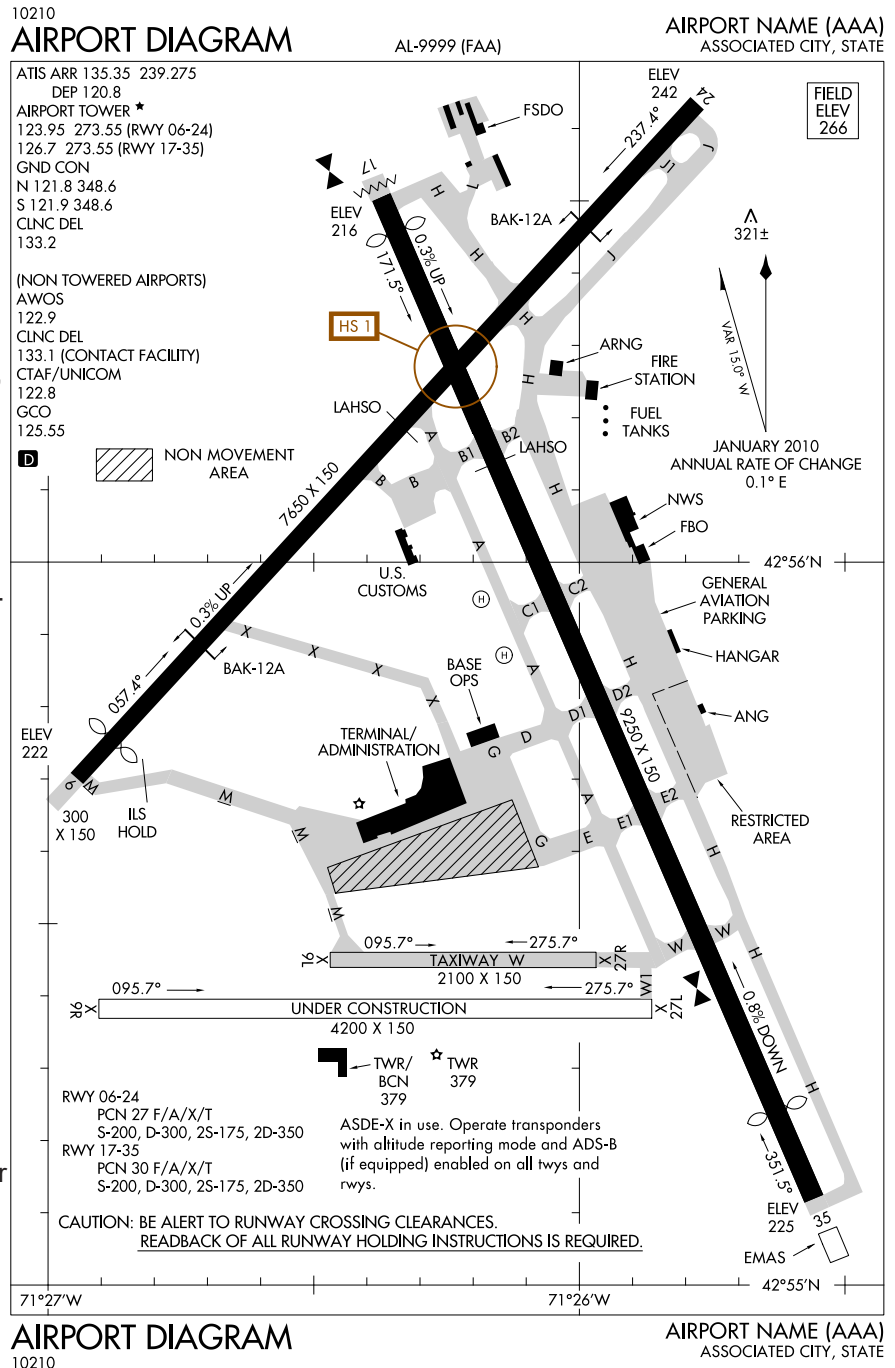 10210
AIRPORT DIAGRAM
AL-9999 (FAA)
AIRPORT NAME (AAA)
ASSOCIATED CITY, STATE
ATIS ARR 135.35 239.275
DEP 120.8
AIRPORT TOWER ★
123.95 273.55 (RWY 06-24)
126.7 273.55 (RWY 17-35)
GND CON
N 121.8 348.6
S 121.9 348.6
CLNC DEL
133.2
(NON TOWERED AIRPORTS)
AWOS
122.9
CLNC DEL
133.1 (CONTACT FACILITY)
CTAF/UNICOM
122.8
GCO
125.55
D
NON MOVEMENT
AREA
FIELD
ELEV
266
ELEV
242
24
237.4°
FSDO
J
J1
J
17
ELEV
216
H
L
H
H
H
BAK-12A
0.3% UP
171.5°
321±
VAR 15.0° W
JANUARY 2010
ANNUAL RATE OF CHANGE
0.1° E
HS 1
ARNG
FIRE
STATION
FUEL
TANKS
LAHSO
LAHSO
A
B
B
B1
B2
H
7650 X 150
NWS
FBO
U.S.
CUSTOMS
A
42°56'N
GENERAL
AVIATION
PARKING
HANGAR
ANG
C1
C2
H
H
A
H
0.3% UP
057.4°
BAK-12A
X
X
X
X
BASE
OPS
TERMINAL/
ADMINISTRATION
G
D
D1
D2
9250 X 150
ELEV
222
6
300
X 150
ILS
HOLD
M
M
M
M
G
A
E
E1
E2
H
RESTRICTED
AREA
W
W
H
9L
X
095.7°
275.7°
TAXIWAY W
2100 X 150
X
27R
W1
9R
X
095.7°
275.7°
UNDER CONSTRUCTION
4200 X 150
X
27L
0.8% DOWN
H
TWR/
BCN
379
TWR
379
RWY 06-24
PCN 27 F/A/X/T
S-200, D-300, 2S-175, 2D-350
RWY 17-35
PCN 30 F/A/X/T
S-200, D-300, 2S-175, 2D-350
ASDE-X in use. Operate transponders
with altitude reporting mode and ADS-B
(if equipped) enabled on all twys and
rwys.
351.5°
ELEV
225
35
EMAS
CAUTION: BE ALERT TO RUNWAY CROSSING CLEARANCES.
READBACK OF ALL RUNWAY HOLDING INSTRUCTIONS IS REQUIRED.
42°55'N
71°27'W
71°26'W
AIRPORT DIAGRAM
10210
AIRPORT NAME (AAA)
ASSOCIATED CITY, STATE
r